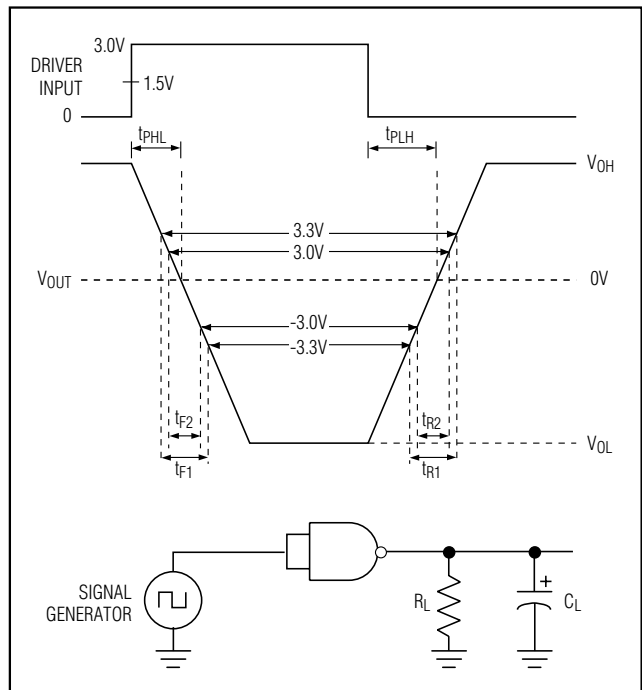 3.0V
DRIVER
INPUT
1.5V
0
tPHL
tPLH
VOH
3.3V
3.0V
VOUT
0V
-3.0V
-3.3V
tF2
tR2
tF1
tR1
VOL
SIGNAL
GENERATOR
RL
+
CL